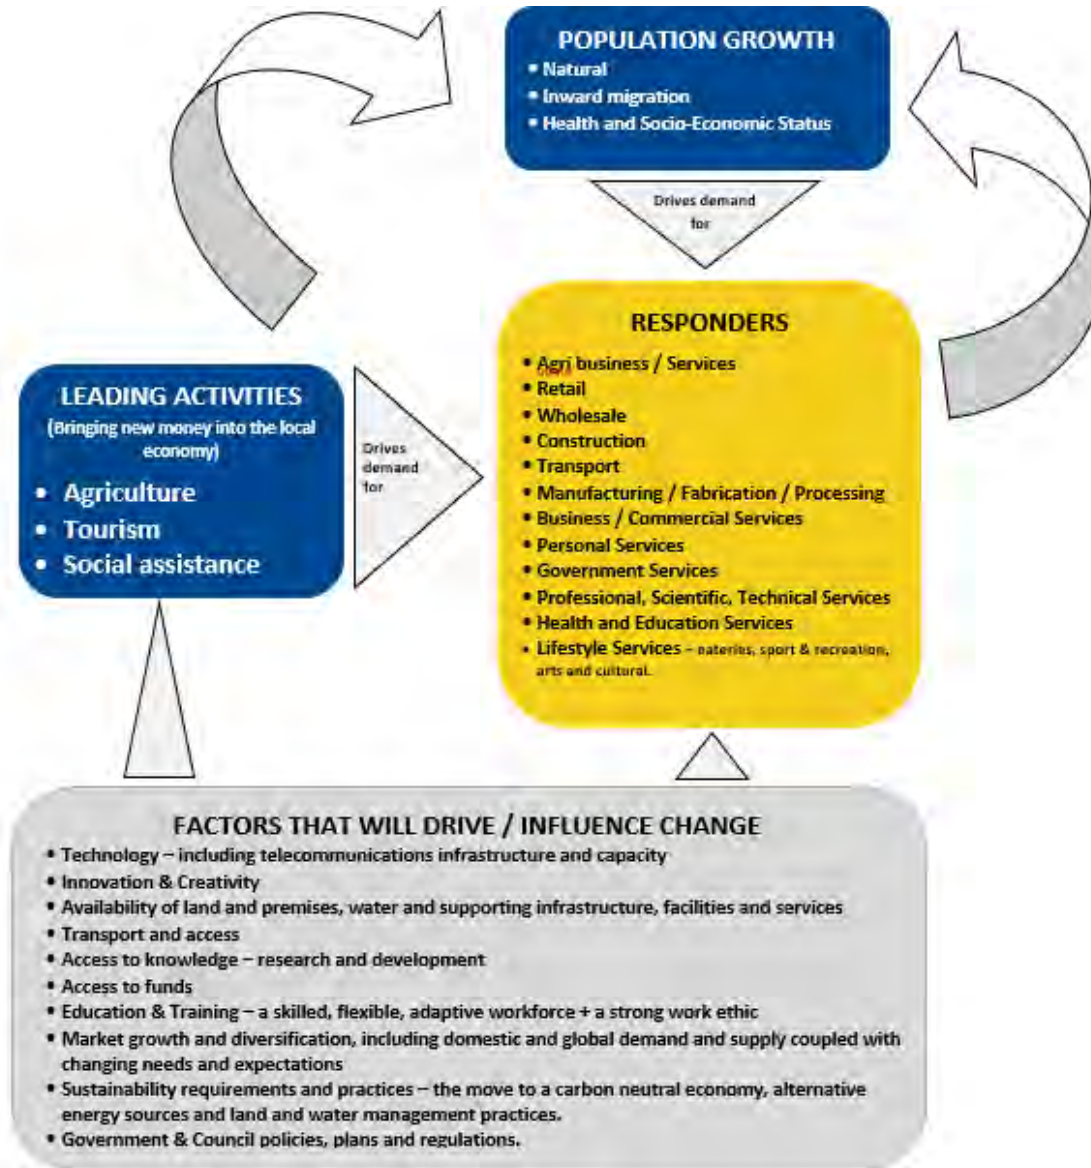 POPULATION GROWTH
• Natural
• Inward migration
• Health and Socio-Economic Status
Drives demand
for
RESPONDERS
• Agri business / Services
• Retail
• Wholesale
• Construction
• Transport
• Manufacturing / Fabrication / Processing
• Business / Commercial Services
• Personal Services
• Government Services
• Professional, Scientific, Technical Services
• Health and Education Services
• Lifestyle Services – eateries, sport & recreation,
arts and cultural.
LEADING ACTIVITIES
(Bringing new money into the local
economy)
• Agriculture
• Tourism
• Social assistance
Drives
demand
for
FACTORS THAT WILL DRIVE / INFLUENCE CHANGE
• Technology – including telecommunications infrastructure and capacity
• Innovation & Creativity
• Availability of land and premises, water and supporting infrastructure, facilities and services
• Transport and access
• Access to knowledge – research and development
• Access to funds
• Education & Training – a skilled, flexible, adaptive workforce + a strong work ethic
• Market growth and diversification, including domestic and global demand and supply coupled with
changing needs and expectations
• Sustainability requirements and practices – the move to a carbon neutral economy, alternative
energy sources and land and water management practices.
• Government & Council policies, plans and regulations.